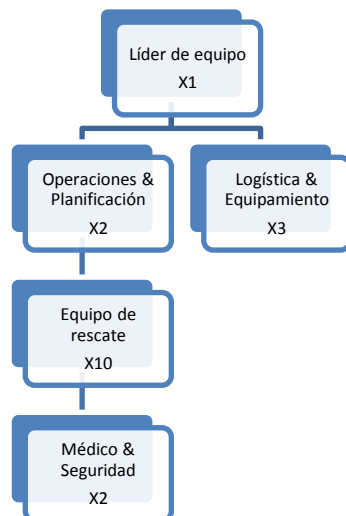 Líder de equipo
X1
Operaciones &
Planificación
X2
Logística &
Equipamiento
X3
Equipo de
rescate
X10
Médico &
Seguridad
X2